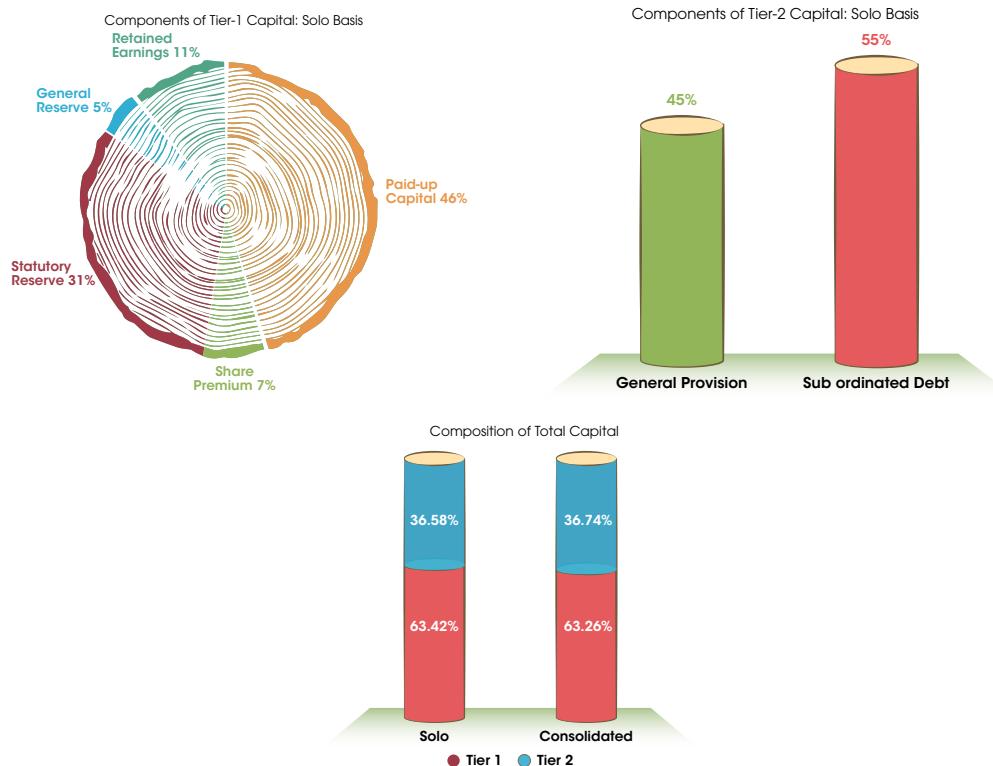 Components of Tier-1 Capital: Solo Basis
Retained
Earnings 11%
General
Reserve 5%
Paid-up
Capital 46%
Statutory
Reserve 31%
Share
Premium 7%
Components of Tier-2 Capital: Solo Basis
55%
45%
General Provision
Sub ordinated Debt
Composition of Total Capital
36.58%
36.74%
63.42%
63.26%
Solo
Consolidated
Tier 1
Tier 2